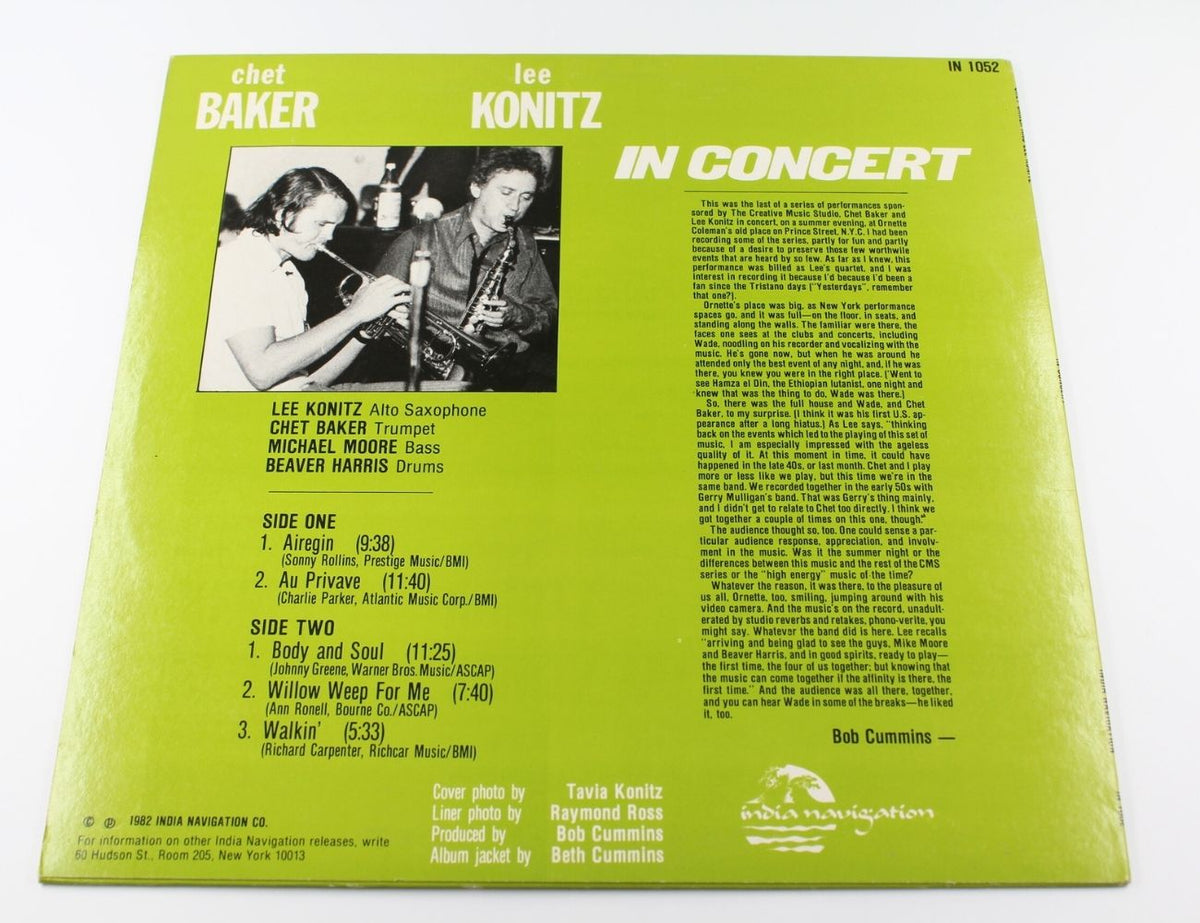 IN 1052
chet
BAKER
lee
KONITZ
IN CONCERT
LEE KONITZ Alto Saxophone
CHET BAKER Trumpet
MICHAEL MOORE Bass
BEAVER HARRIS Drums
SIDE ONE
1. Airegin (9:38)
(Sonny Rollins, Prestige Music/BMI)
2. Au Privave (11:40)
(Charlie Parker, Atlantic Music Corp./BMI)
SIDE TWO
1. Body and Soul (11:25)
(Johnny Greene, Warner Bros. Music/ASCAP)
2. Willow Weep For Me (7:40)
(Ann Ronell, Bourne Co./ASCAP)
3. Walkin' (5:33)
(Richard Carpenter, Richcar Music/BMI)
This was the last of a series of performances spon-
sored by The Creative Music Studio, Chet Baker and
Lee Konitz in concert, on a summer evening, at Ornette
Coleman's old place on Prince Street, N.Y.C. I had been
recording some of the series, partly for fun and partly
because of a desire to preserve those few worthwile
events that are heard by so few. As far as I knew, this
performance was billed as Lee's quartet, and I was
interest in recording it because I'd because I'd been a
fan since the Tristano days ("Yesterdays", remember
that one?).
Ornette's place was big, as New York performance
spaces go, and it was full—on the floor, in seats, and
standing along the walls. The familiar were there, the
faces one sees at the clubs and concerts, including
Wade, noodling on his recorder and vocalizing with the
music. He's gone now, but when he was around he
attended only the best event of any night, and, if he was
there, you knew you were in the right place. (Went to
see Hamza el Din, the Ethiopian lutanist, one night and
knew that was the thing to do, Wade was there.)
So, there was the full house and Wade, and Chet
Baker, to my surprise. (I think it was his first U.S. ap-
pearance after a long hiatus.) As Lee says, "thinking
back on the events which led to the playing of this set of
music, I am especially impressed with the ageless
quality of it. At this moment in time, it could have
happened in the late 40s, or last month. Chet and I play
more or less like we play, but this time we're in the
same band. We recorded together in the early 50s with
Gerry Mulligan's band. That was Gerry's thing mainly,
and I didn't get to relate to Chet too directly. I think we
got together a couple of times on this one, though."
The audience thought so, too. One could sense a par-
ticular audience response, appreciation, and involv-
ment in the music. Was it the summer night or the
differences between this music and the rest of the CMS
series or the "high energy" music of the time?
Whatever the reason, it was there, to the pleasure of
us all, Ornette, too, smiling, jumping around with his
video camera. And the music's on the record, unadult-
erated by studio reverbs and retakes, phono-verite, you
might say. Whatever the band did is here. Lee recalls
"arriving and being glad to see the guys, Mike Moore
and Beaver Harris, and in good spirits, ready to play—
the first time, the four of us together; but knowing that
the music can come together if the affinity is there, the
first time." And the audience was all there, together,
and you can hear Wade in some of the breaks—he liked
it, too.
Bob Cummins —
Cover photo by Tavia Konitz
Liner photo by Raymond Ross
Produced by Bob Cummins
Album jacket by Beth Cummins
india navigation
© ℗ 1982 INDIA NAVIGATION CO.
For information on other India Navigation releases, write
60 Hudson St., Room 205, New York 10013